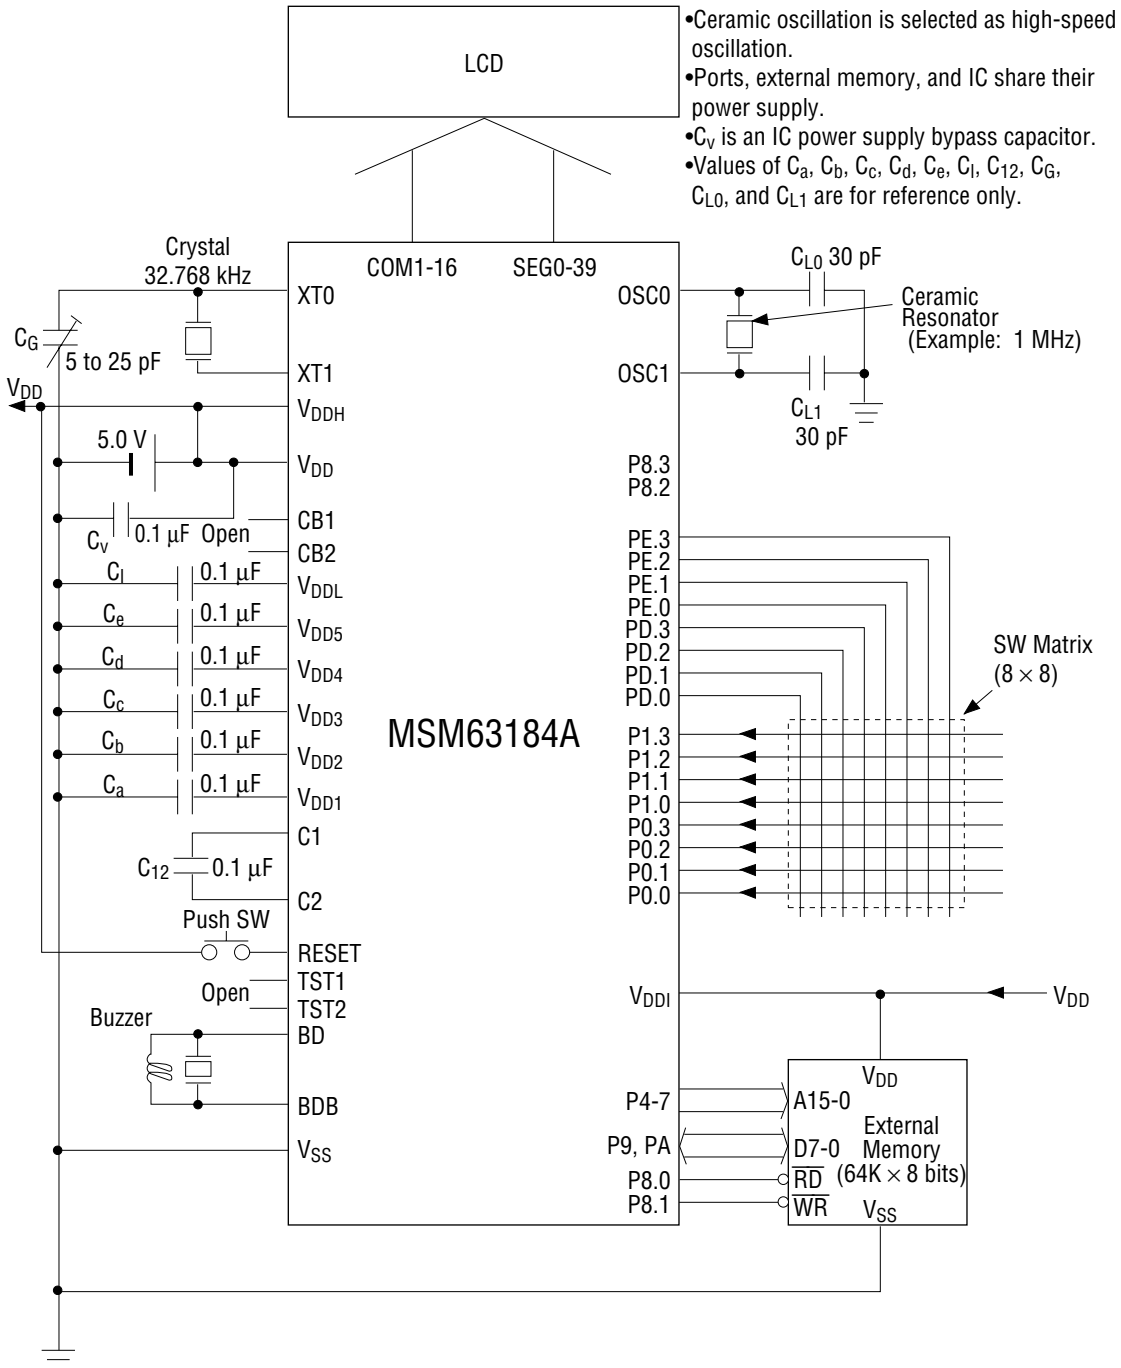 LCD
•Ceramic oscillation is selected as high-speed
oscillation.
•Ports, external memory, and IC share their
power supply.
•Cv is an IC power supply bypass capacitor.
•Values of Ca, Cb, Cc, Cd, Ce, Cl, C12, CG,
CL0, and CL1 are for reference only.
Crystal
32.768 kHz
CG
5 to 25 pF
VDD
5.0 V
Cv
0.1 μF
Open
Cl
0.1 μF
Ce
0.1 μF
Cd
0.1 μF
Cc
0.1 μF
Cb
0.1 μF
Ca
0.1 μF
C12
0.1 μF
Push SW
Open
Buzzer
COM1-16
SEG0-39
XT0
XT1
VDDH
VDD
CB1
CB2
VDDL
VDD5
VDD4
VDD3
VDD2
VDD1
C1
C2
RESET
TST1
TST2
BD
BDB
VSS
MSM63184A
OSC0
OSC1
P8.3
P8.2
PE.3
PE.2
PE.1
PE.0
PD.3
PD.2
PD.1
PD.0
P1.3
P1.2
P1.1
P1.0
P0.3
P0.2
P0.1
P0.0
VDDI
P4-7
P9, PA
P8.0
P8.1
CL0 30 pF
Ceramic
Resonator
(Example: 1 MHz)
CL1
30 pF
SW Matrix
(8 × 8)
VDD
VDD
A15-0
External
Memory
(64K × 8 bits)
D7-0
RD
WR
VSS